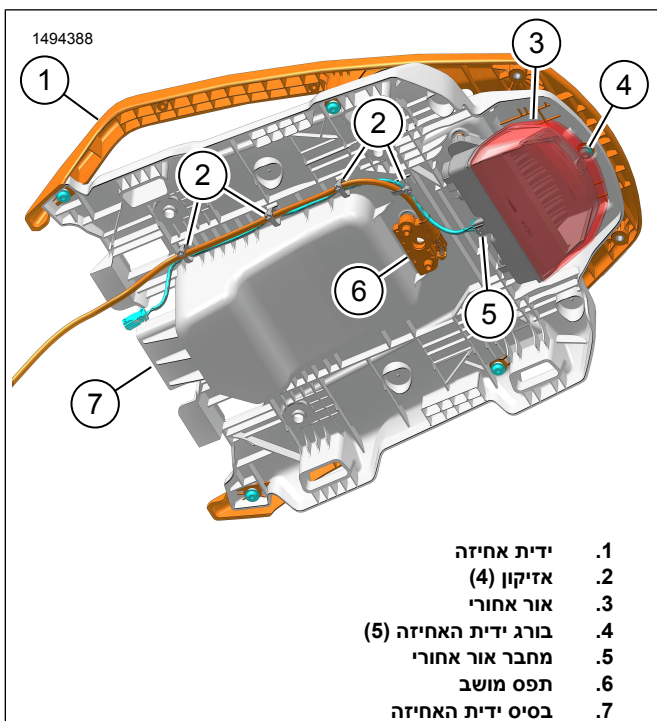 1494388
3
4
1
2
2
6
5
7
1. ידית אחיזה
2. אזיקון (4)
3. אור אחורי
4. בורג ידית האחיזה (5)
5. מחבר אור אחורי
6. תפס מושב
7. בסיס ידית האחיזה